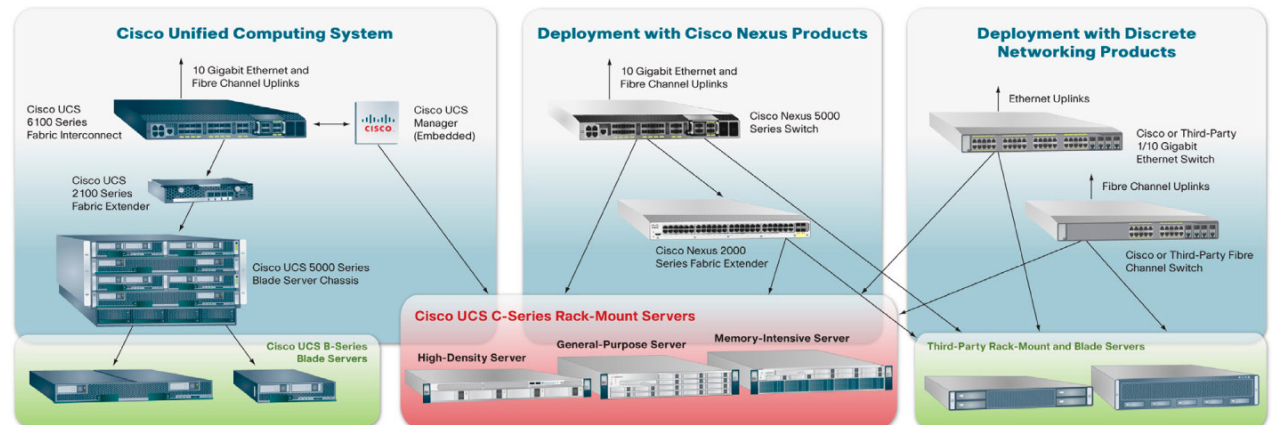 Cisco Unified Computing System
10 Gigabit Ethernet and
Fibre Channel Uplinks
Cisco UCS
6100 Series
Fabric Interconnect
CISCO
Cisco UCS
Manager
(Embedded)
Cisco UCS
2100 Series
Fabric Extender
Cisco UCS 5000 Series
Blade Server Chassis
Cisco UCS B-Series
Blade Servers
Deployment with Cisco Nexus Products
10 Gigabit Ethernet and
Fibre Channel Uplinks
Cisco Nexus 5000
Series Switch
Cisco Nexus 2000
Series Fabric Extender
Cisco UCS C-Series Rack-Mount Servers
High-Density Server
General-Purpose Server
Memory-Intensive Server
Deployment with Discrete
Networking Products
Ethernet Uplinks
Cisco or Third-Party
1/10 Gigabit
Ethernet Switch
Fibre Channel Uplinks
Cisco or Third-Party Fibre
Channel Switch
Third-Party Rack-Mount and Blade Servers